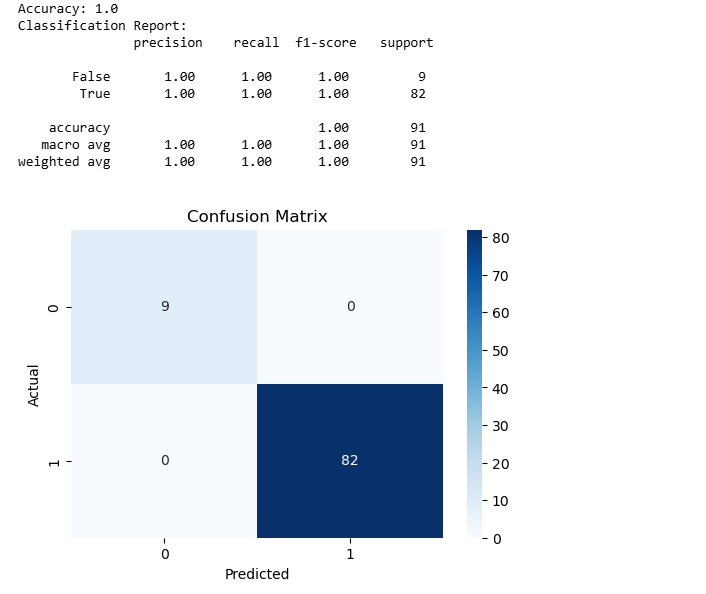 Accuracy: 1.0
Classification Report:
precision recall f1-score support
False 1.00 1.00 1.00 9
True 1.00 1.00 1.00 82
accuracy 1.00 91
macro avg 1.00 1.00 1.00 91
weighted avg 1.00 1.00 1.00 91
Confusion Matrix
80
70
60
50
40
30
20
10
0
0
9 0
Actual
1
0 82
0 1
Predicted